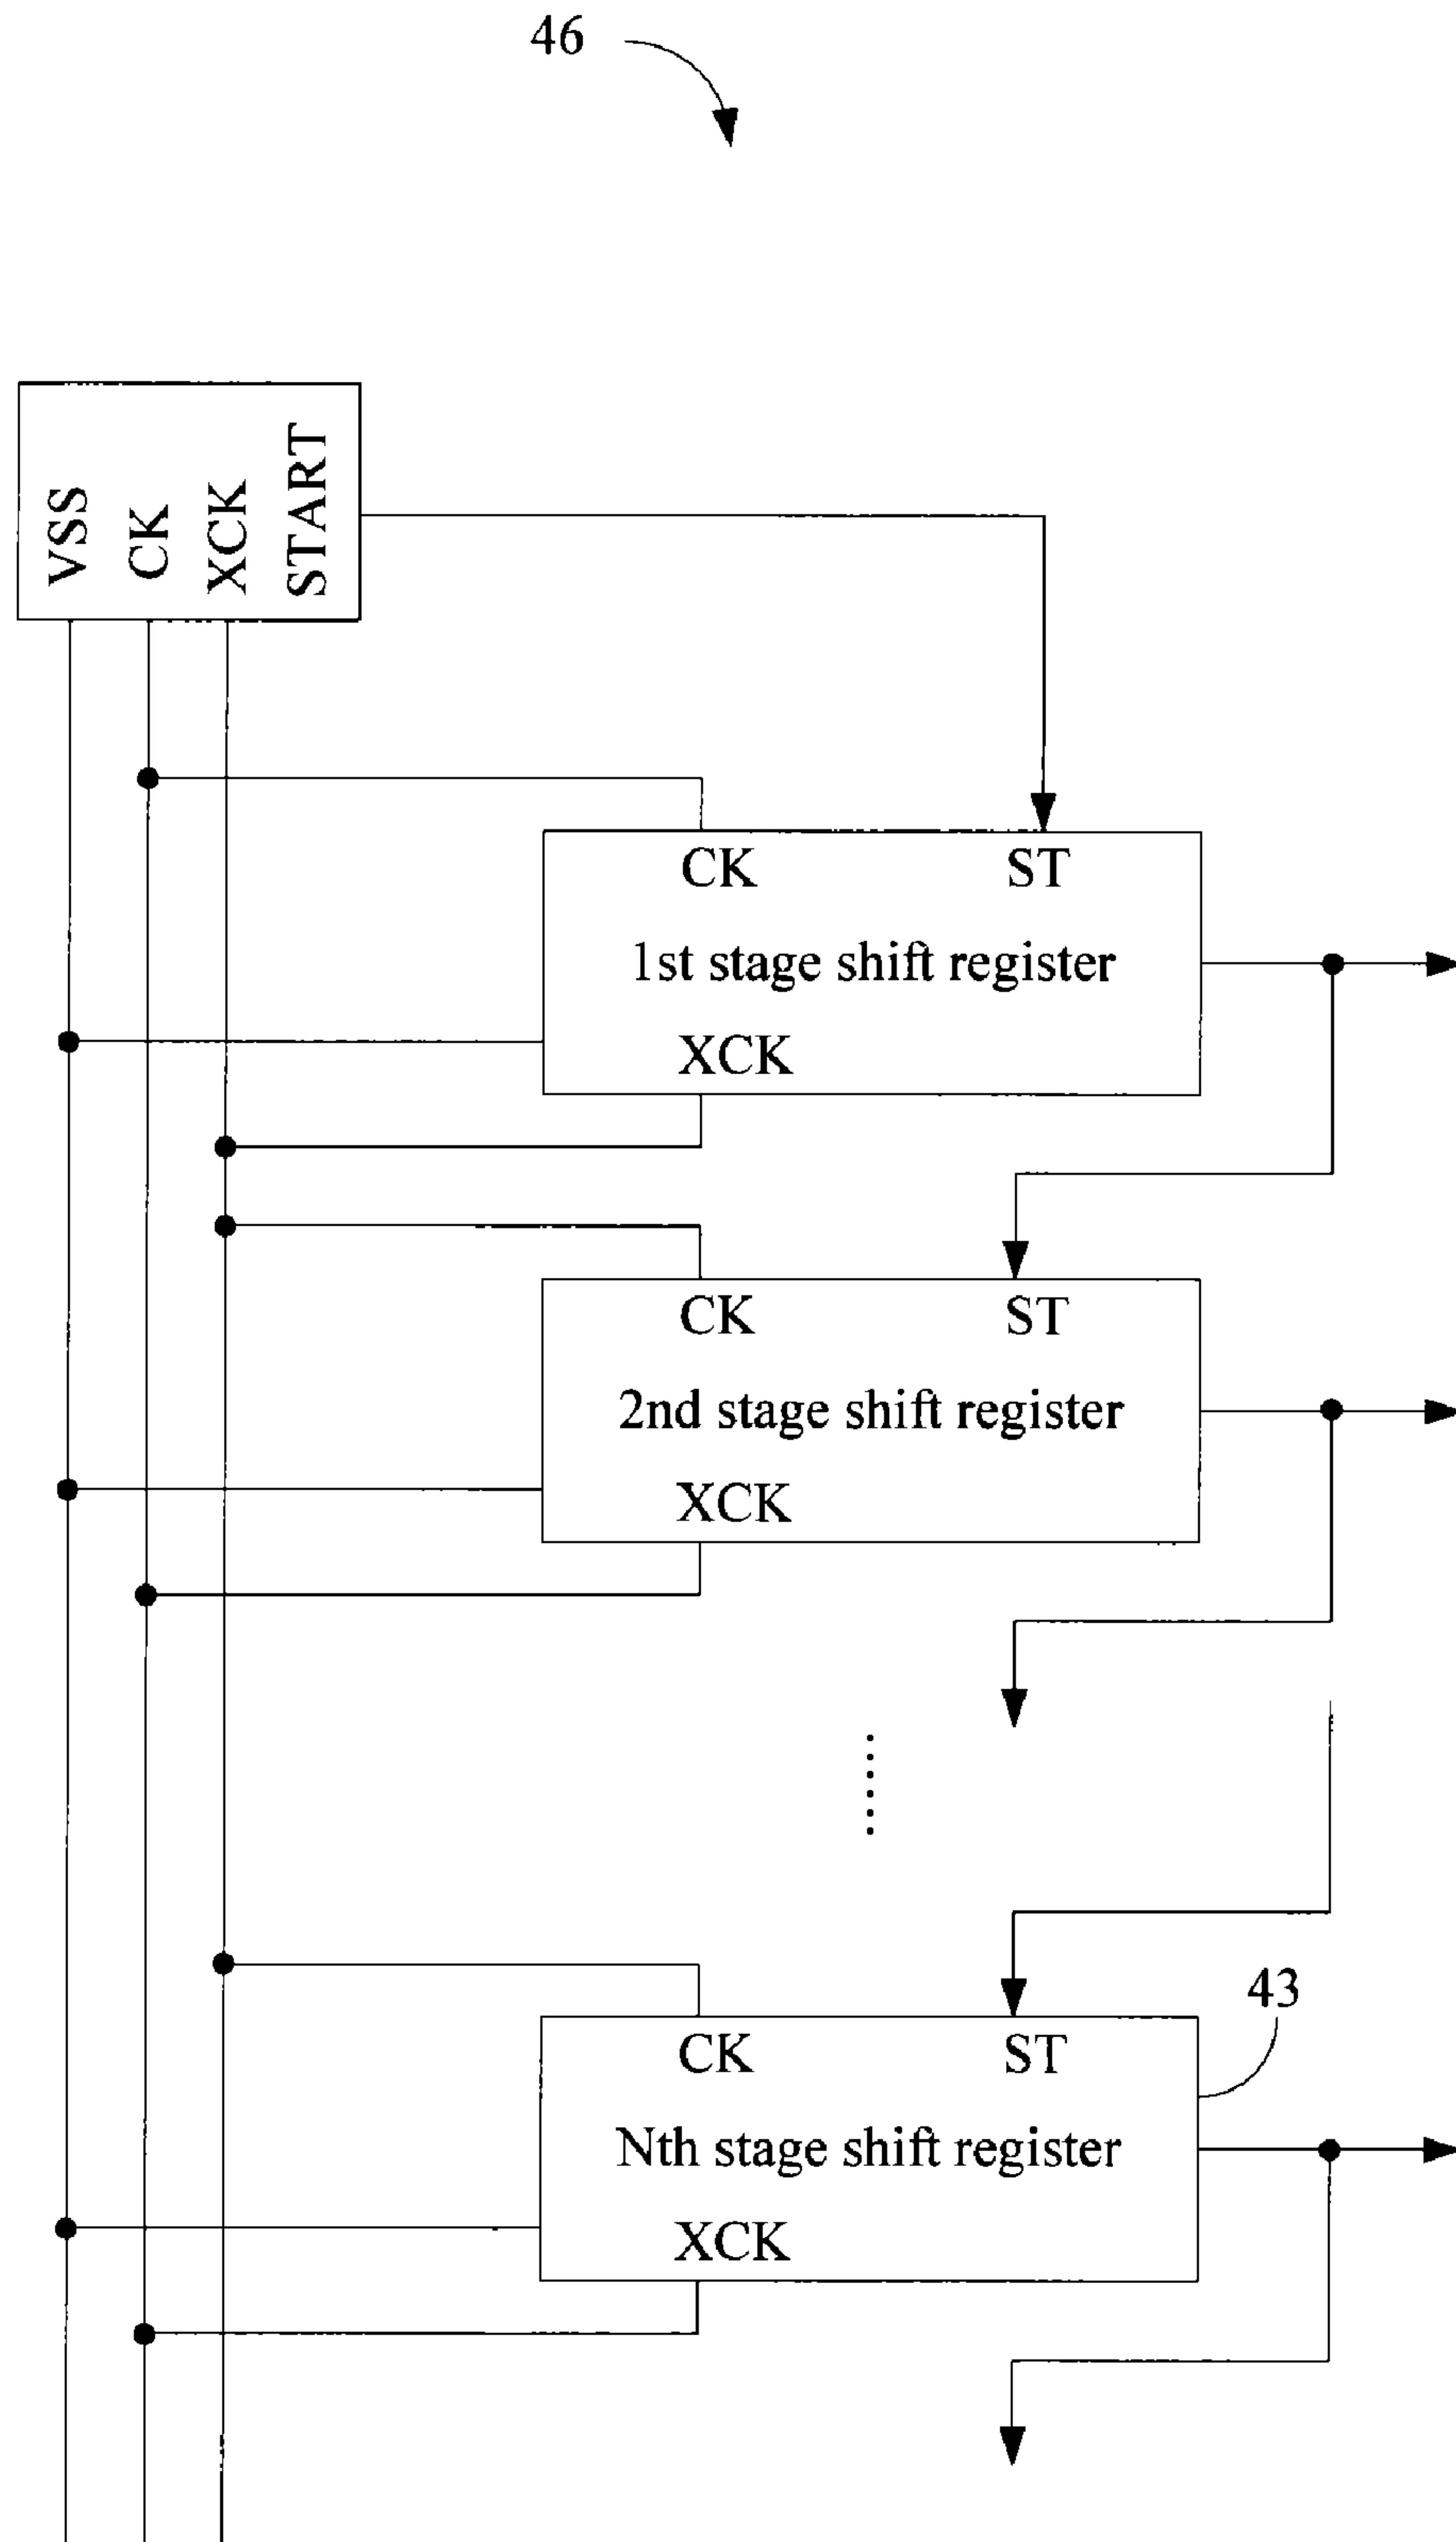 46
VSS
CK
XCK
START
CK ST
1st stage shift register
XCK
CK ST
2nd stage shift register
XCK
43
CK ST
Nth stage shift register
XCK